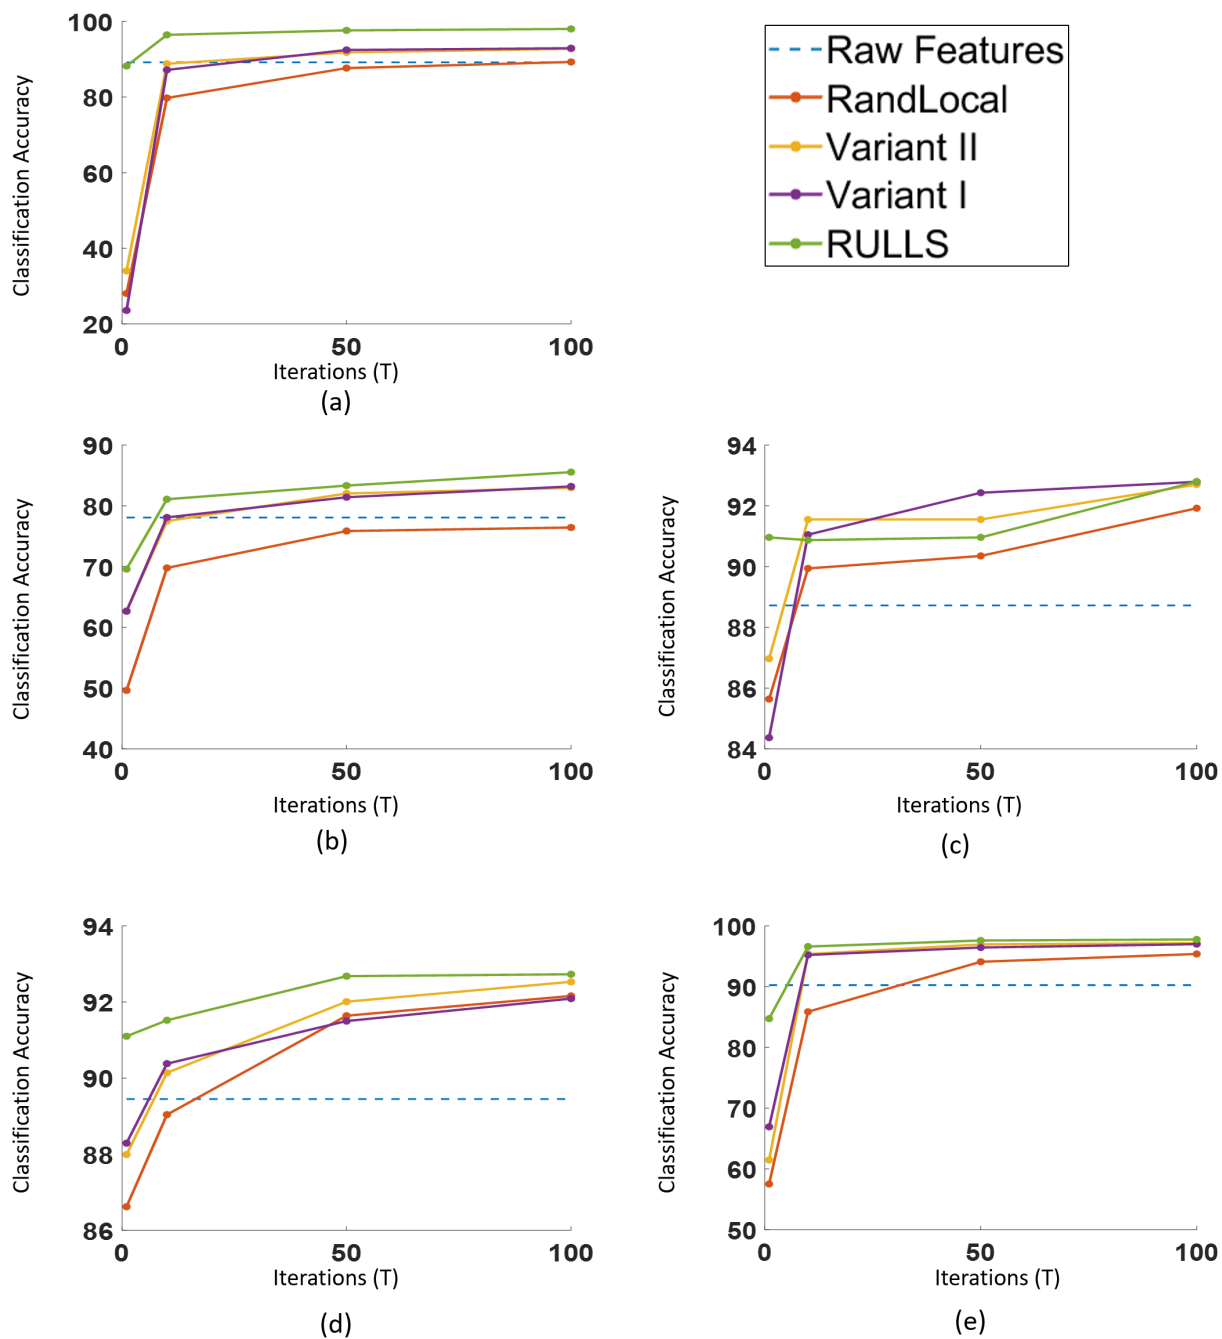 100
80
60
40
20
0
50
100
Classification Accuracy
Iterations (T)
(a)
Raw Features
RandLocal
Variant II
Variant I
RULLS
90
80
70
60
50
40
0
50
100
Classification Accuracy
Iterations (T)
(b)
94
92
90
88
86
84
0
50
100
Classification Accuracy
Iterations (T)
(c)
94
92
90
88
86
0
50
100
Classification Accuracy
Iterations (T)
(d)
100
90
80
70
60
50
0
50
100
Classification Accuracy
Iterations (T)
(e)